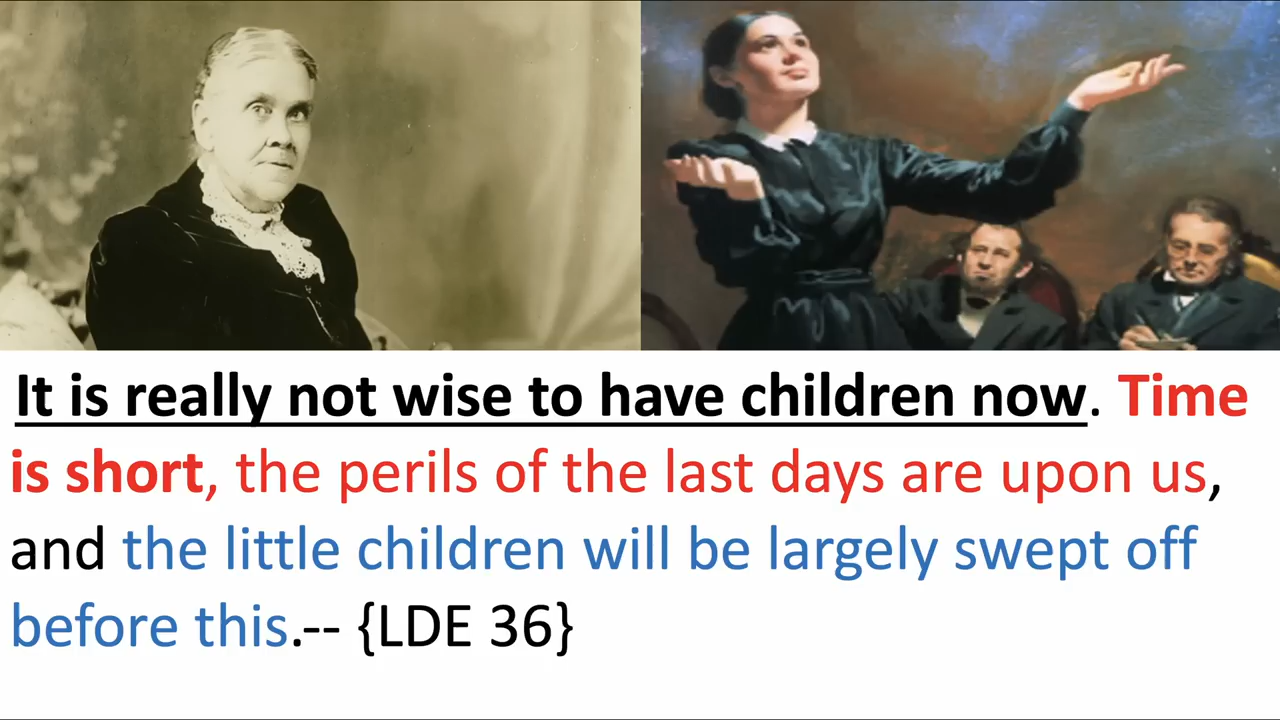 It is really not wise to have children now. Time
is short, the perils of the last days are upon us,
and the little children will be largely swept off
before this.-- {LDE 36}